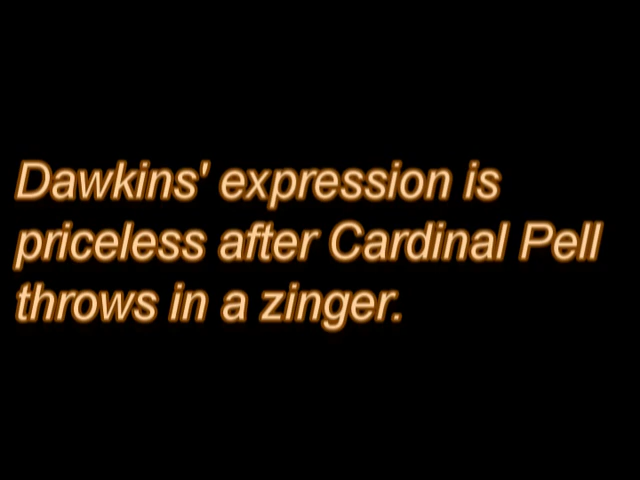 Dawkins' expression is
priceless after Cardinal Pell
throws in a zinger.